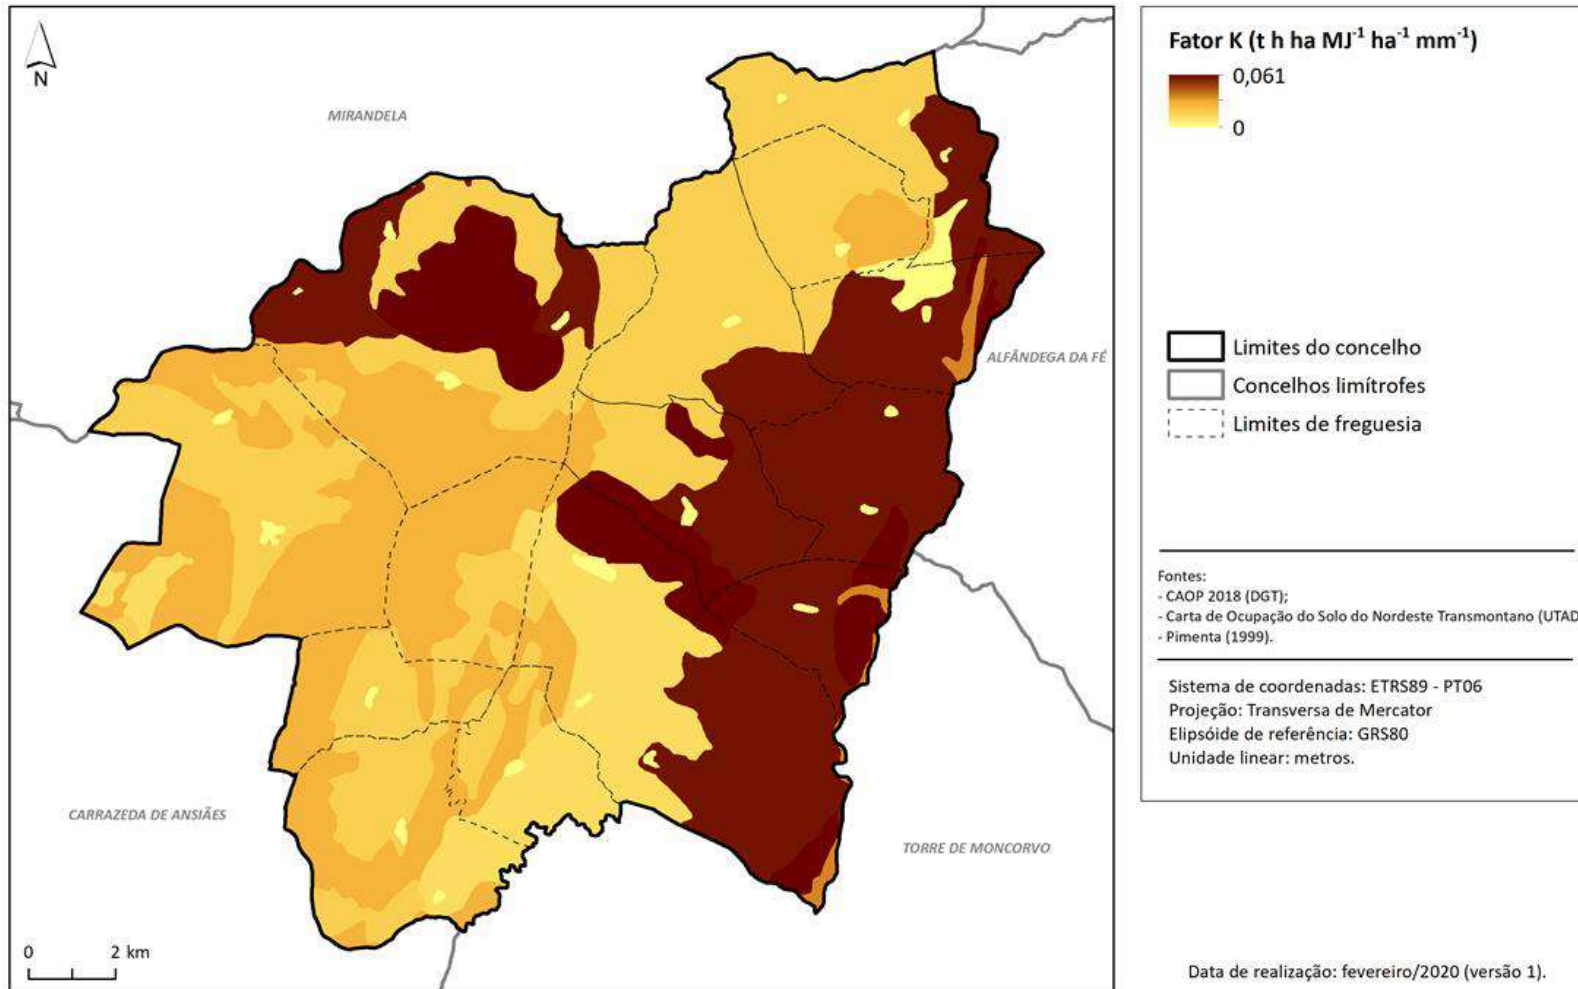 N
MIRANDELA
ALFÂNDEGA DA FÉ
CARRAZEDA DE ANSIÃES
TORRE DE MONCORVO
0 2 km
Fator K (t h ha MJ⁻¹ ha⁻¹ mm⁻¹)
0,061
0
Limites do concelho
Concelhos limítrofes
Limites de freguesia
Fontes:
- CAOP 2018 (DGT);
- Carta de Ocupação do Solo do Nordeste Transmontano (UTAD
- Pimenta (1999).
Sistema de coordenadas: ETRS89 - PT06
Projeção: Transversa de Mercator
Elipsóide de referência: GRS80
Unidade linear: metros.
Data de realização: fevereiro/2020 (versão 1).